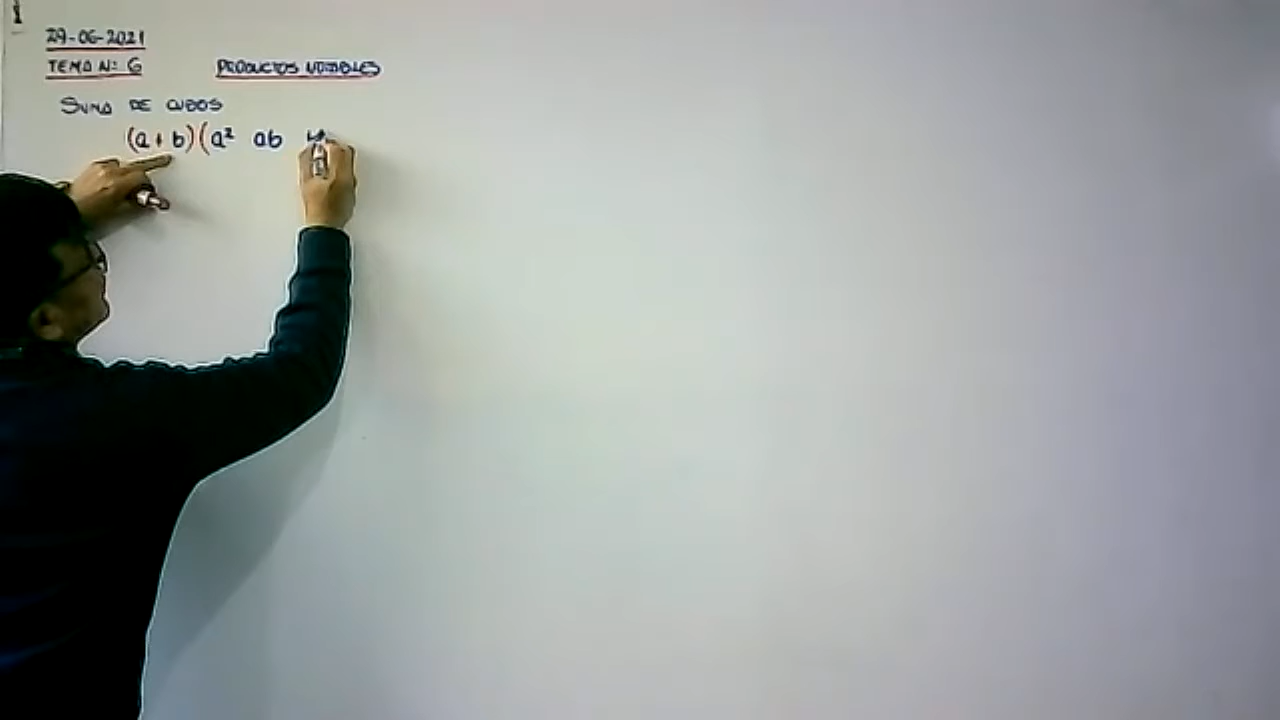 29-06-2021
TEMA N: 6 PRODUCTOS NOTABLES
SUMA DE CUBOS
(a + b)(a² ab